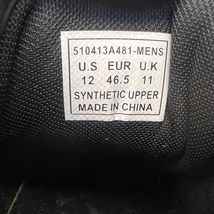 510413A481-MENS
U.S EUR U.K
12 46.5 11
SYNTHETIC UPPER
MADE IN CHINA